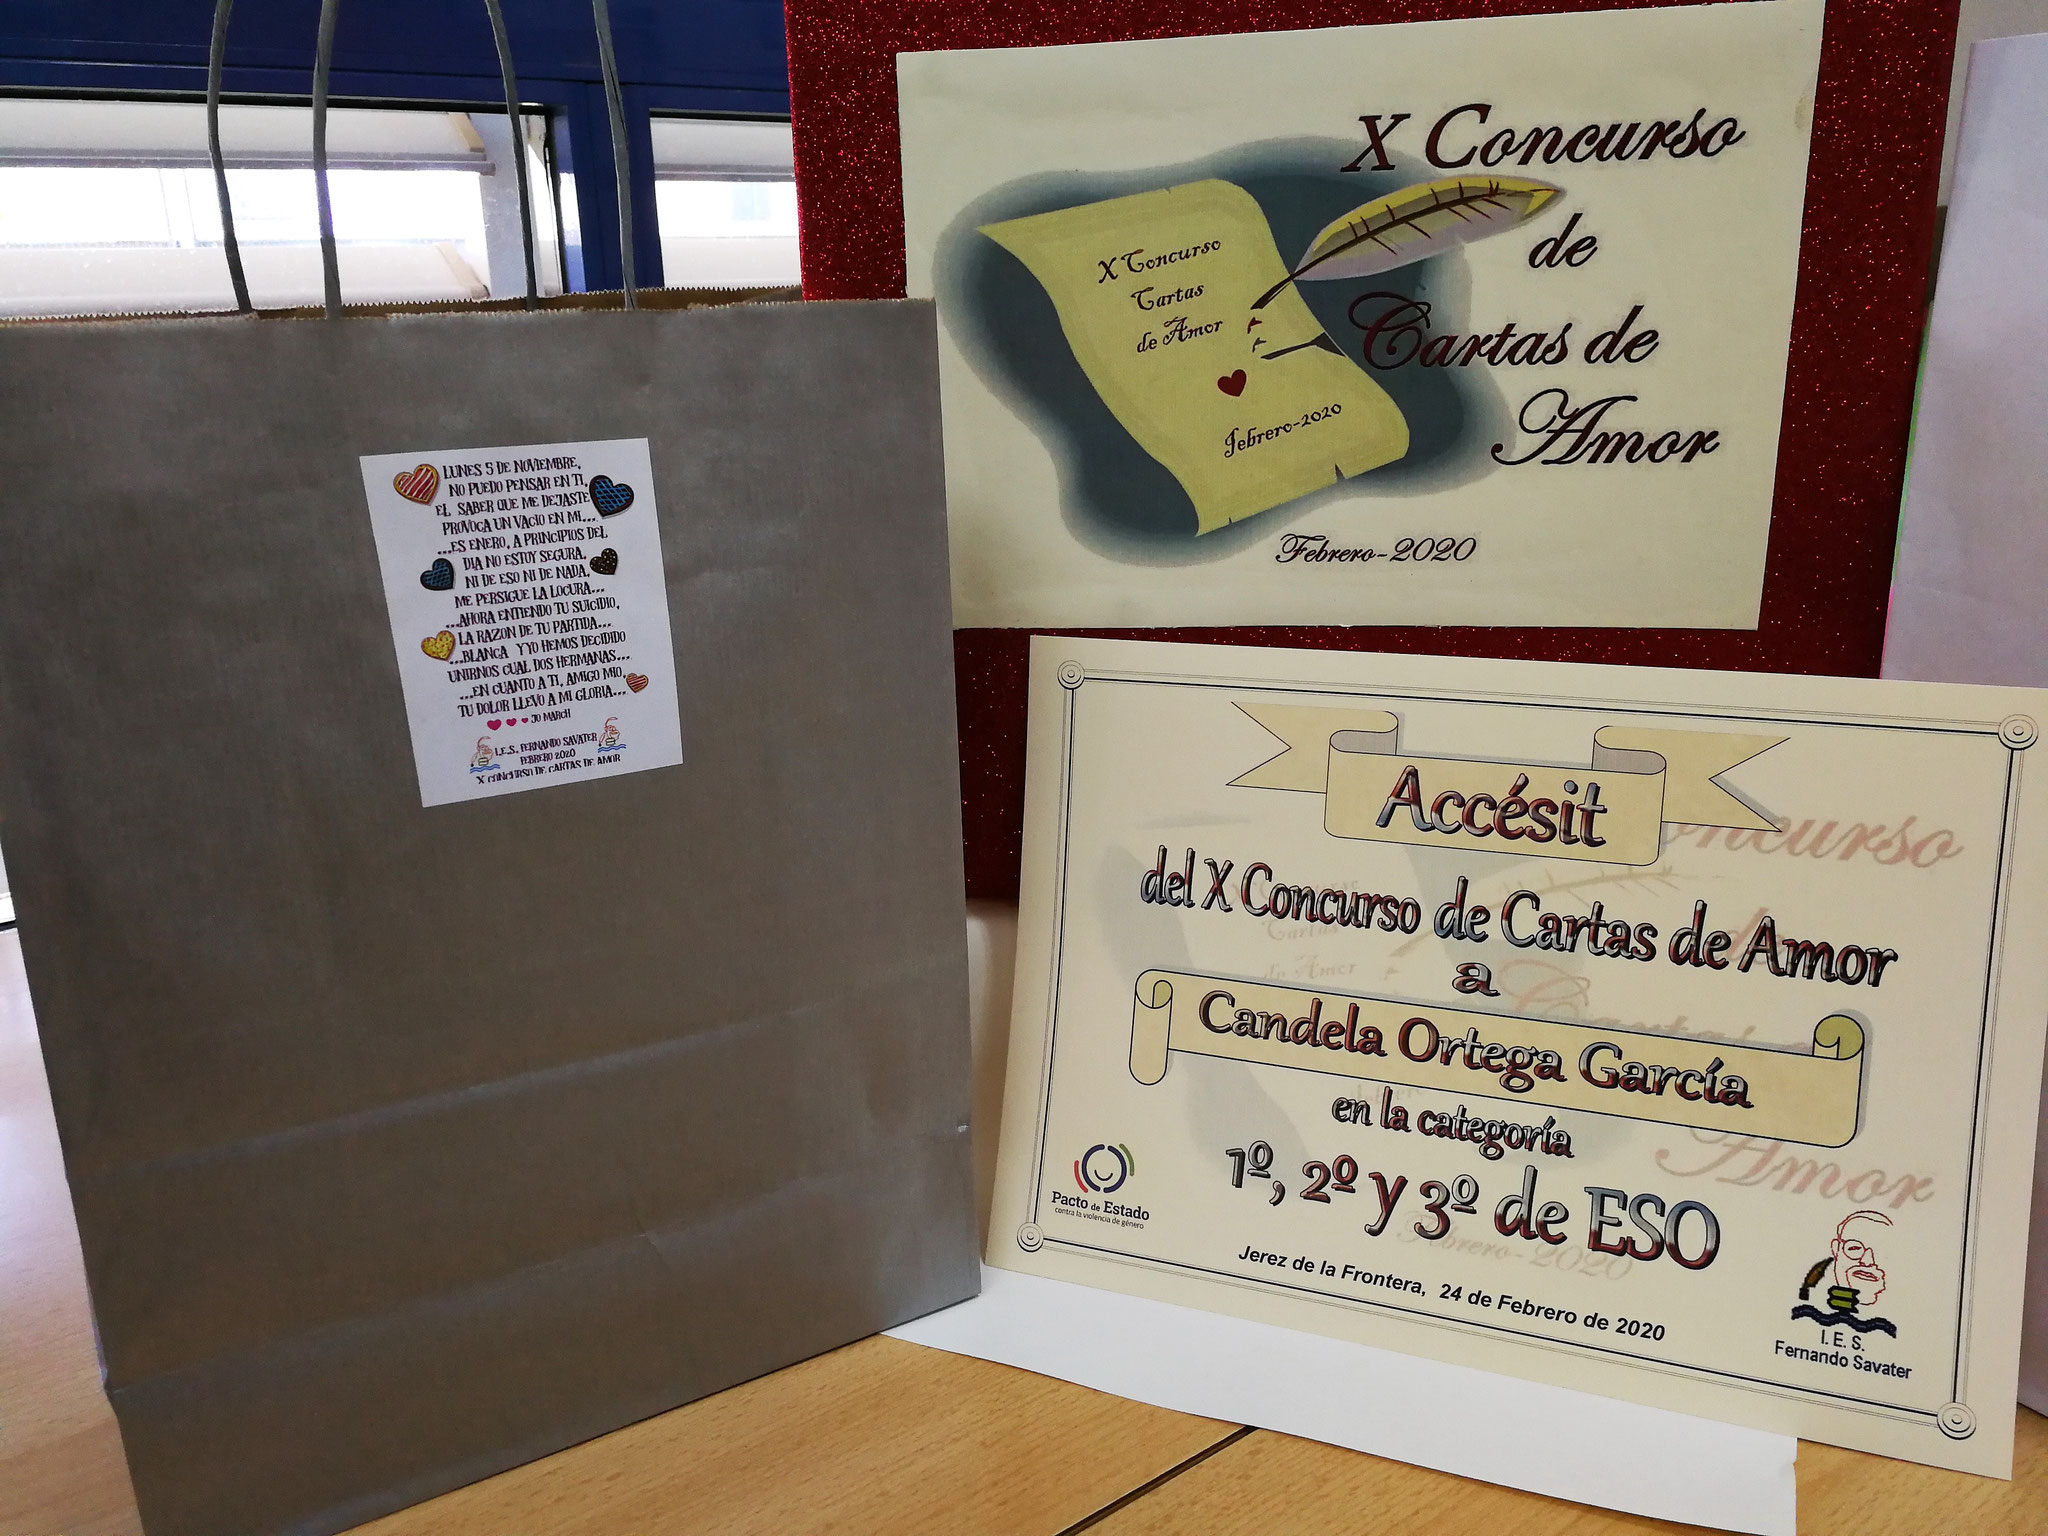 LUNES 5 DE NOVIEMBRE,
NO PUEDO PENSAR EN TI,
EL SABER QUE ME DEJASTE
PROVOCA UN VACIO EN MI...
...ES ENERO, A PRINCIPIOS DEL
DIA NO ESTOY SEGURA,
NI DE ESO NI DE NADA,
ME PERSIGUE LA LOCURA...
...AHORA ENTIENDO TU SUICIDIO,
LA RAZON DE TU PARTIDA...
...BLANCA Y YO HEMOS DECIDIDO
UNIRNOS CUAL DOS HERMANAS...
...EN CUANTO A TI, AMIGO MIO,
TU DOLOR LLEVO A MI GLORIA...
JO MARCH
I.E.S. FERNANDO SAVATER
FEBRERO 2020
X CONCURSO DE CARTAS DE AMOR
X Concurso
de
Cartas de
Amor
X Concurso
Cartas
de Amor
Febrero-2020
Febrero-2020
Accésit
del X Concurso de Cartas de Amor
a
Candela Ortega García
en la categoría
1º, 2º y 3º de ESO
Jerez de la Frontera, 24 de Febrero de 2020
Pacto de Estado
contra la violencia de género
I. E. S.
Fernando Savater